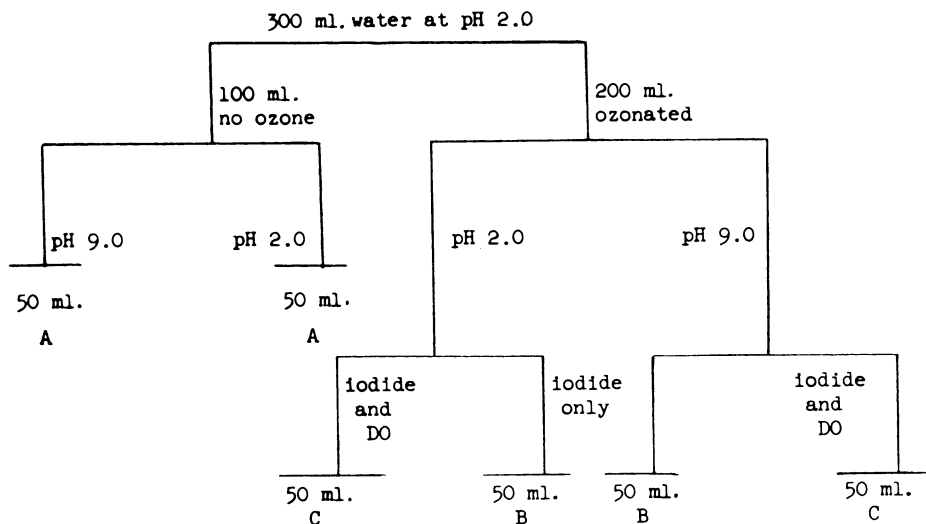 300 ml. water at pH 2.0
100 ml.
no ozone
200 ml.
ozonated
pH 9.0
pH 2.0
pH 2.0
pH 9.0
50 ml.
A
50 ml.
A
iodide
and
DO
iodide
only
iodide
and
DO
50 ml.
C
50 ml.
B
50 ml.
B
50 ml.
C